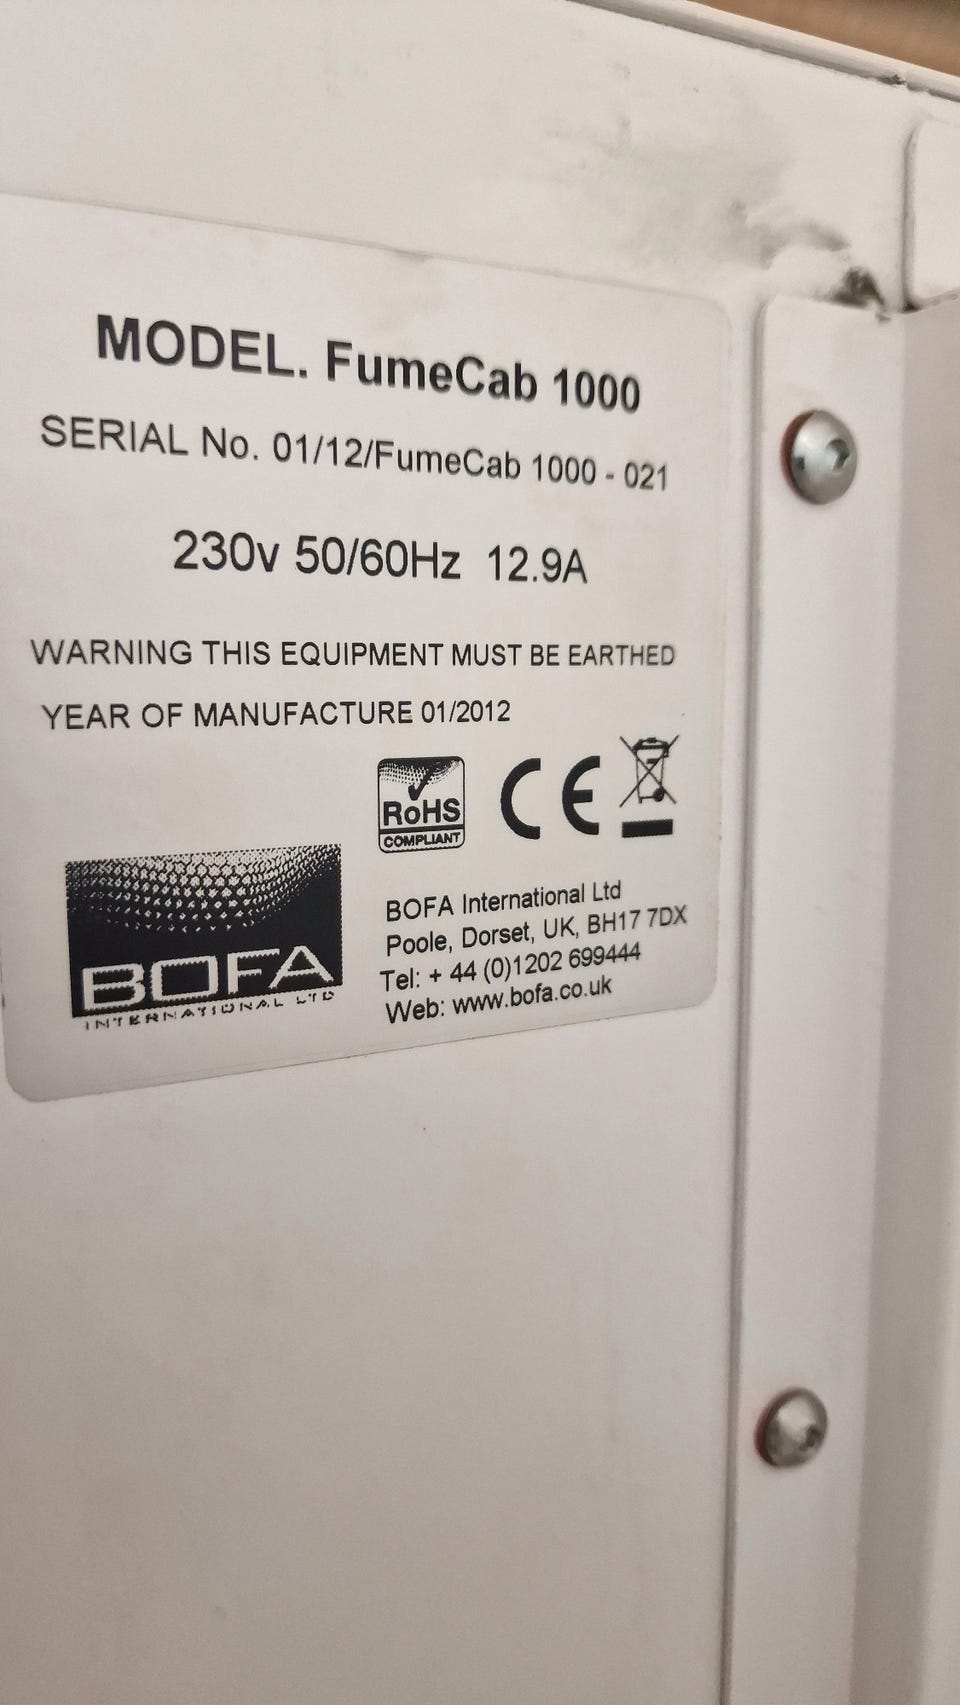 MODEL. FumeCab 1000
SERIAL No. 01/12/FumeCab 1000 - 021
230v 50/60Hz 12.9A
WARNING THIS EQUIPMENT MUST BE EARTHED
YEAR OF MANUFACTURE 01/2012
RoHS
COMPLIANT
CE
BOFA
INTERNATIONAL LTD
BOFA International Ltd
Poole, Dorset, UK, BH17 7DX
Tel: + 44 (0)1202 699444
Web: www.bofa.co.uk